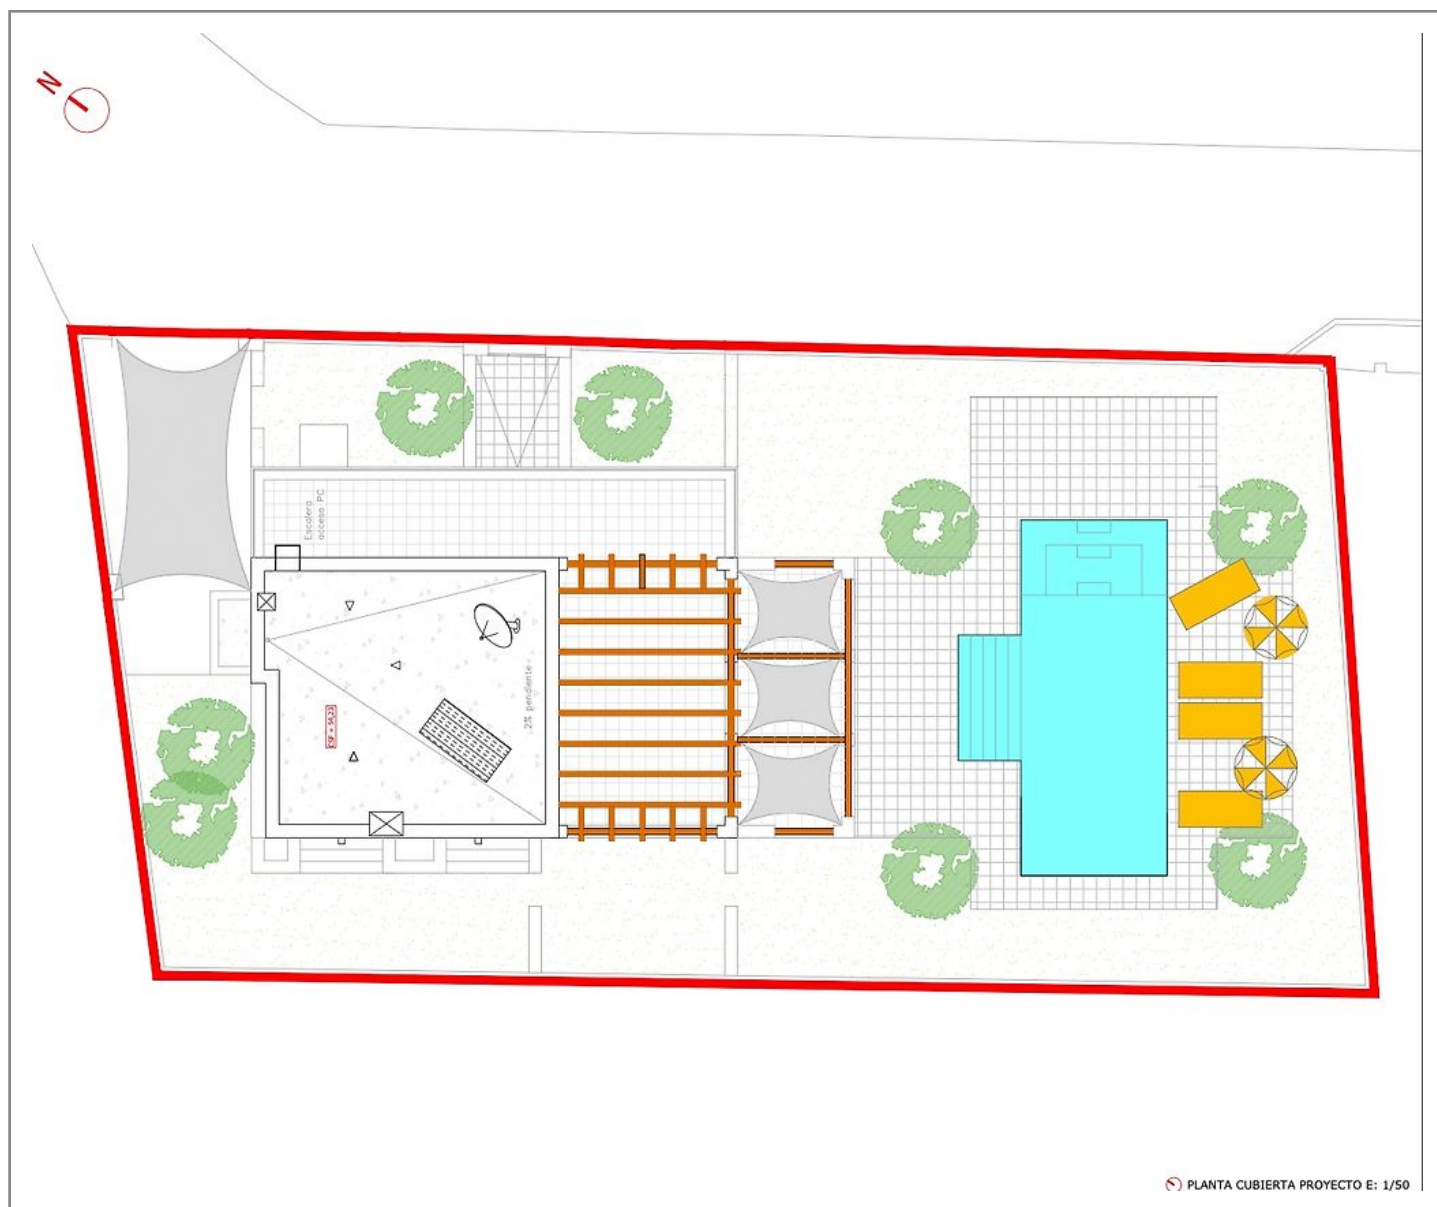 N
Escalera
acceso PC
2% pendiente
PLANTA CUBIERTA PROYECTO E: 1/50